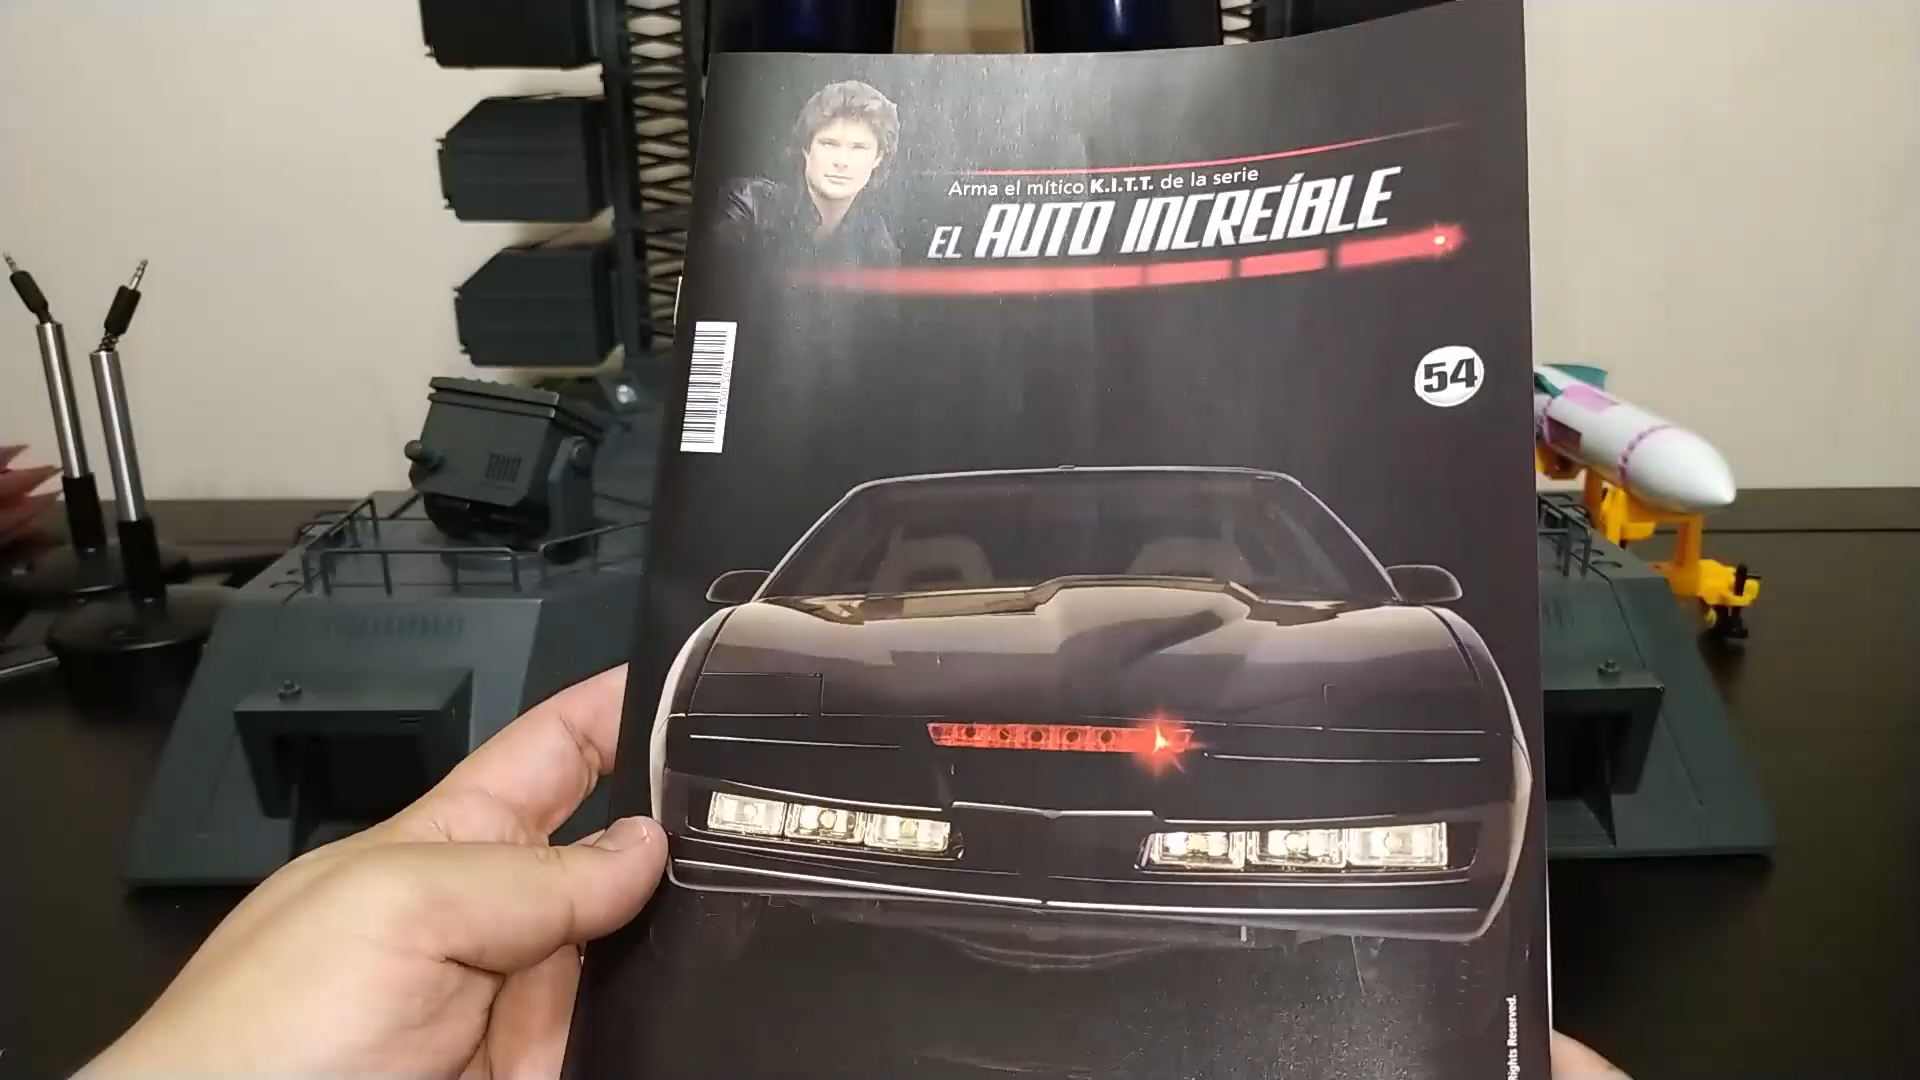 Arma el mítico K.I.T.T. de la serie
EL AUTO INCREÍBLE
54
Rights Reserved.